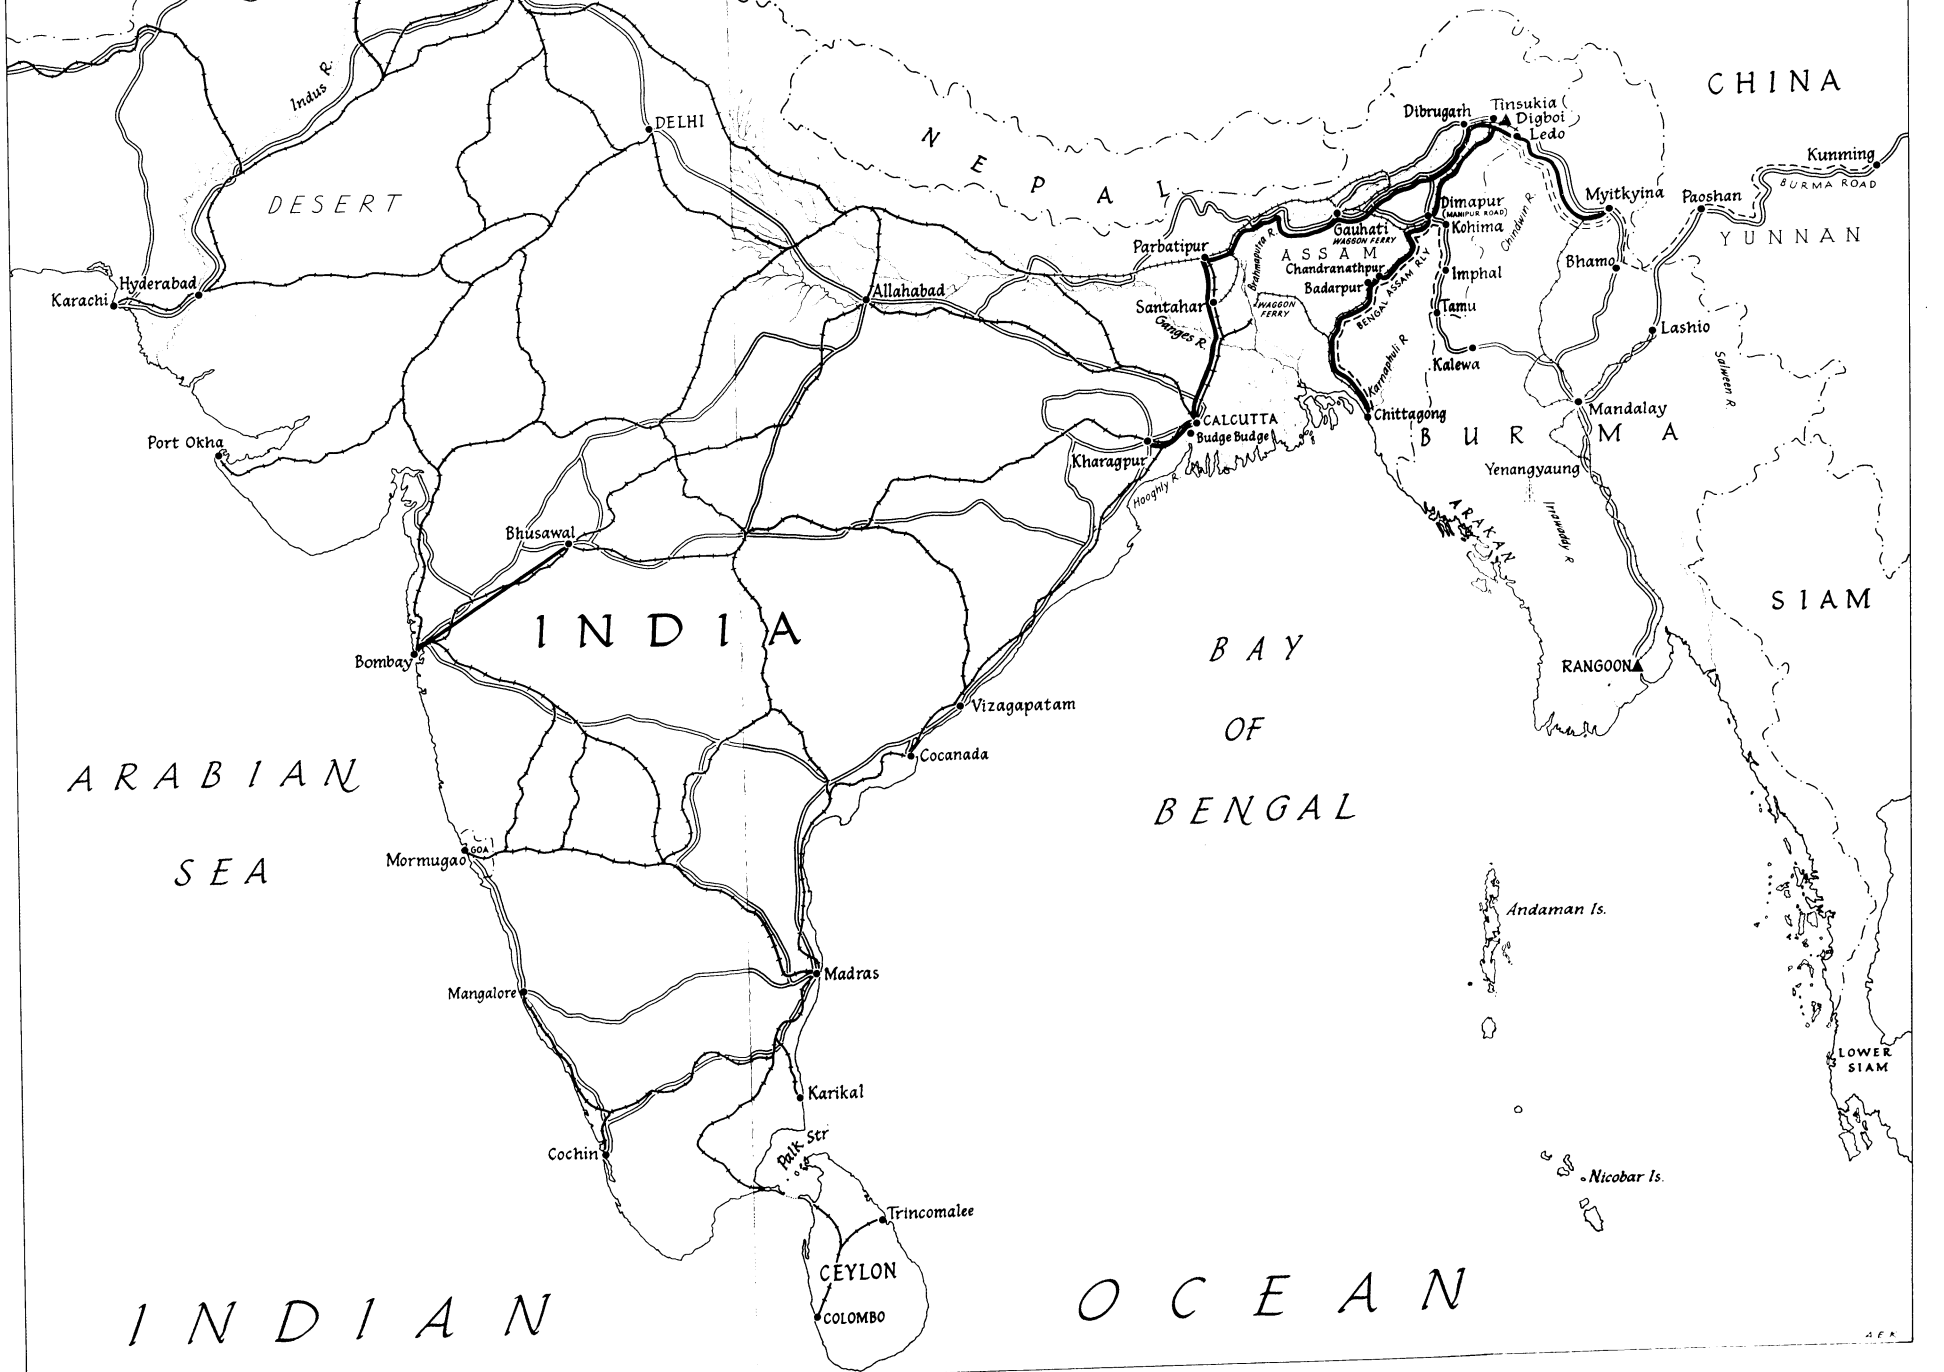 CHINA
Tinsukia
Dibrugarh
Digboi
Ledo
Indus R.
DELHI
NEPAL
Kunming
BURMA ROAD
DESERT
Dimapur
(MANIPUR ROAD)
Myitkyina
Paoshan
Chindwin R.
Kohima
YUNNAN
Gauhati
WAGGON FERRY
Parbatipur
Brahmaputra R.
ASSAM
Chandranathpur
Badarpur
BENGAL ASSAM RLY
Imphal
Bhamo
Hyderabad
Karachi
Allahabad
Santahar
WAGGON
FERRY
Ganges R.
Tamu
Lashio
Karnaphuli R
Kalewa
Salween R.
CALCUTTA
Budge Budge
Chittagong
Mandalay
BURMA
Port Okha
Kharagpur
Yenangyaung
Hooghly R.
ARAKAN
Irrawaddy R
Bhusawal
INDIA
SIAM
BAY
OF
BENGAL
Bombay
RANGOON
Vizagapatam
Cocanada
ARABIAN
SEA
Mormugao
GOA
Andaman Is.
Madras
Mangalore
LOWER
SIAM
Karikal
Palk Str
Cochin
Nicobar Is.
Trincomalee
CEYLON
COLOMBO
INDIAN OCEAN
A.E.K